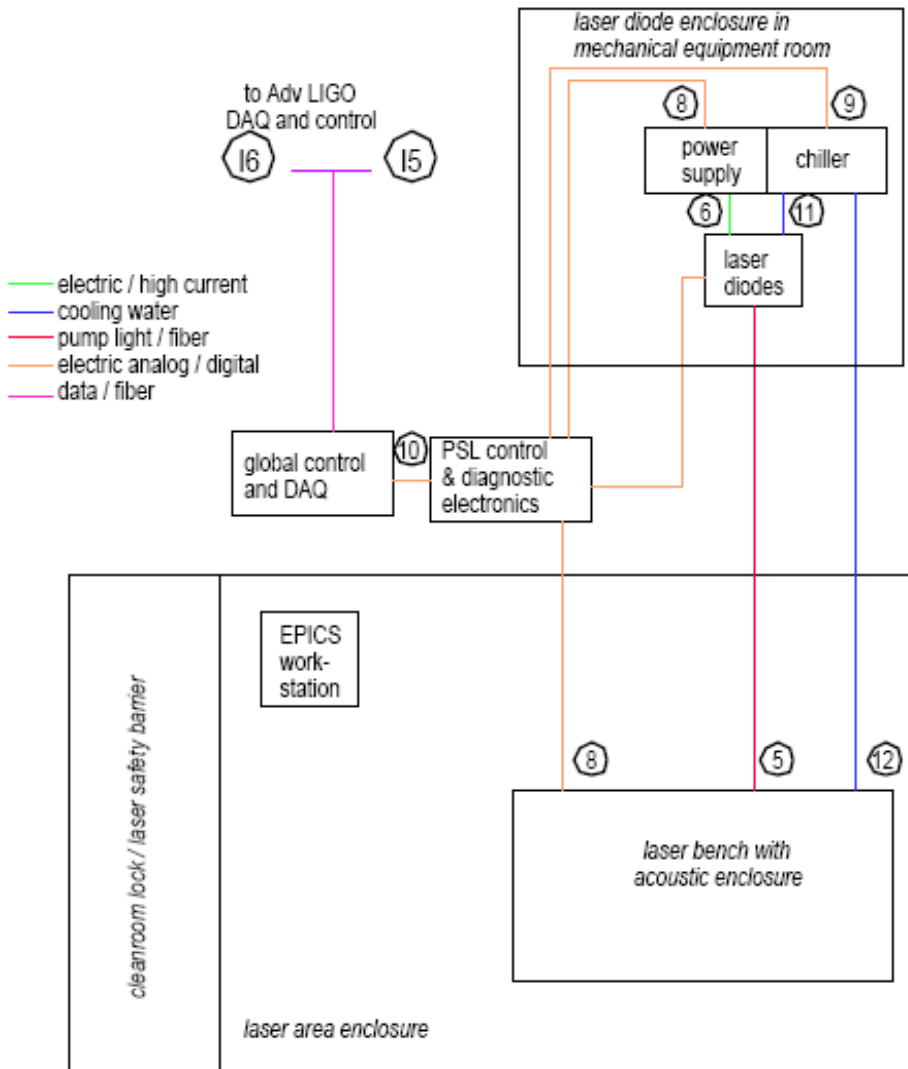 laser diode enclosure in
mechanical equipment room
to Adv LIGO
DAQ and control
I6
I5
8
9
power
supply
chiller
6
11
laser
diodes
electric / high current
cooling water
pump light / fiber
electric analog / digital
data / fiber
global control
and DAQ
10
PSL control
& diagnostic
electronics
EPICS
work-
station
cleanroom lock / laser safety barrier
8
5
12
laser bench with
acoustic enclosure
laser area enclosure